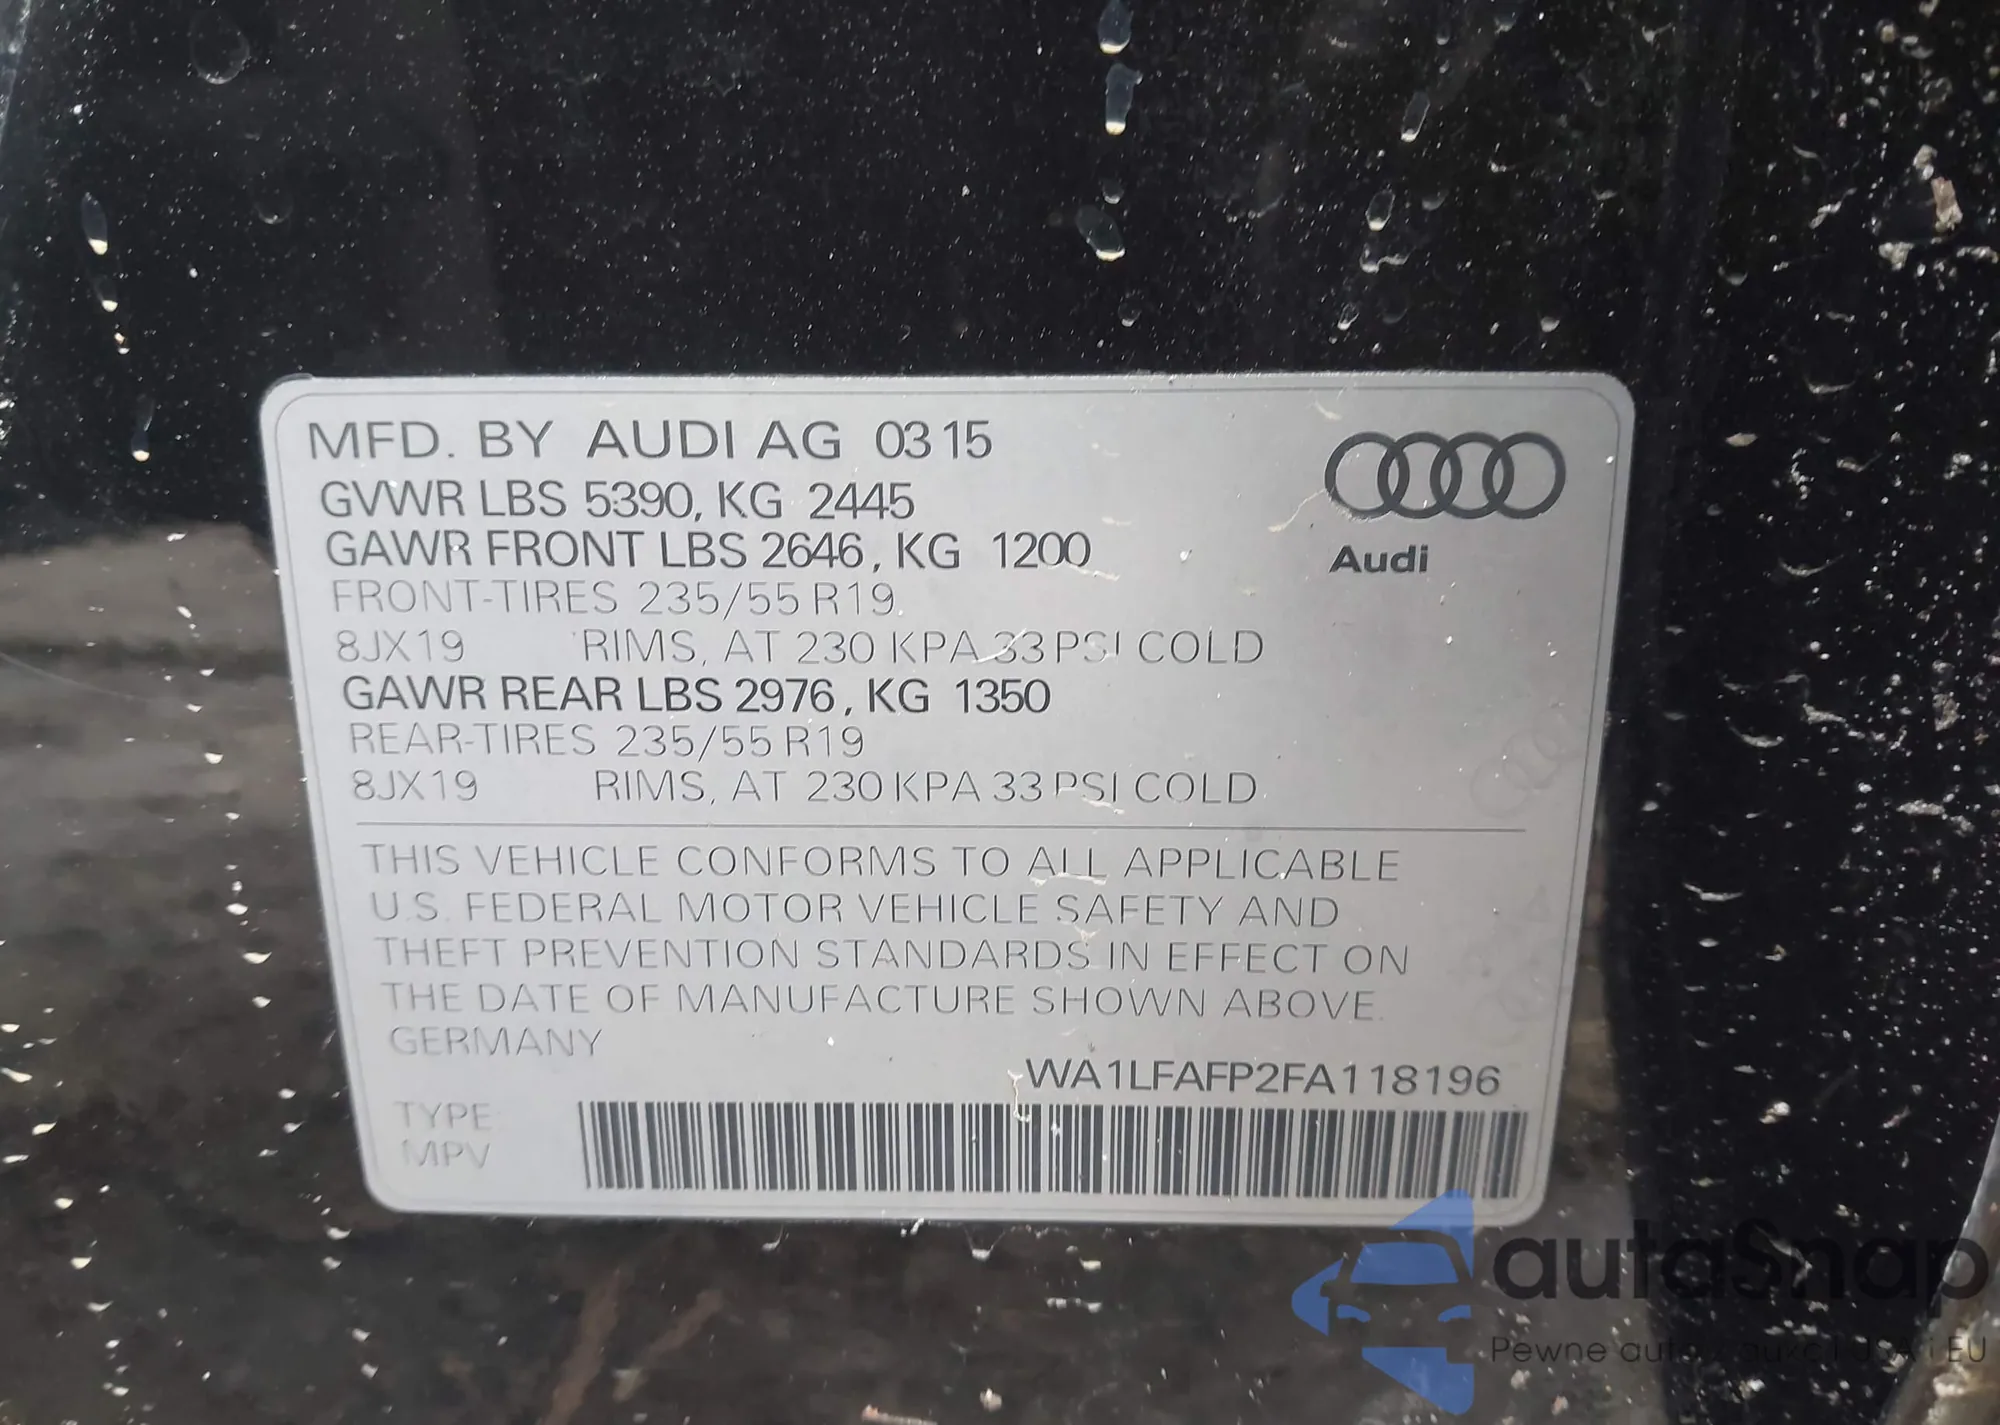 MFD. BY AUDI AG 03 15
GVWR LBS 5390, KG 2445
GAWR FRONT LBS 2646, KG 1200
FRONT-TIRES 235/55 R19
8JX19 RIMS, AT 230 KPA 33 PSI COLD
GAWR REAR LBS 2976, KG 1350
REAR-TIRES 235/55 R19
8JX19 RIMS, AT 230 KPA 33 PSI COLD
Audi
THIS VEHICLE CONFORMS TO ALL APPLICABLE
U.S. FEDERAL MOTOR VEHICLE SAFETY AND
THEFT PREVENTION STANDARDS IN EFFECT ON
THE DATE OF MANUFACTURE SHOWN ABOVE.
GERMANY
WA1LFAFP2FA118196
TYPE
MPV
autaSnap
Pewne auta i EU